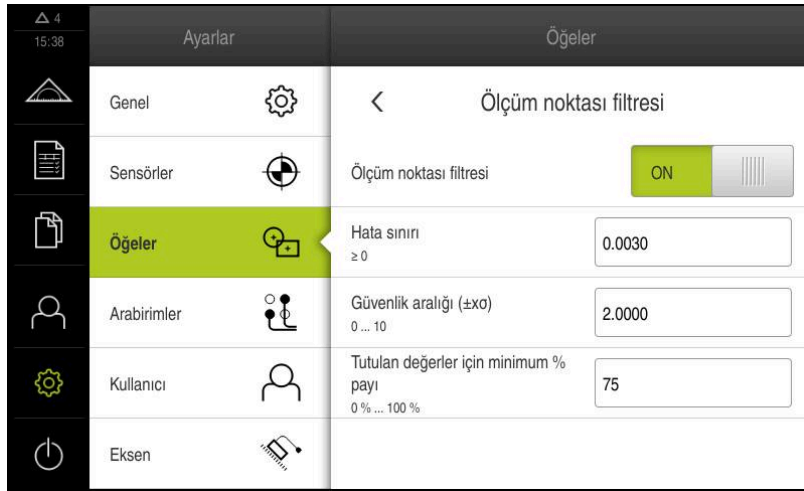 4
15:38
Ayarlar
Öğeler
Genel
Sensörler
Öğeler
Arabirimler
Kullanıcı
Eksen
Ölçüm noktası filtresi
Ölçüm noktası filtresi
ON
Hata sınırı
≥ 0
0.0030
Güvenlik aralığı (±xσ)
0 ... 10
2.0000
Tutulan değerler için minimum %
payı
0 % ... 100 %
75